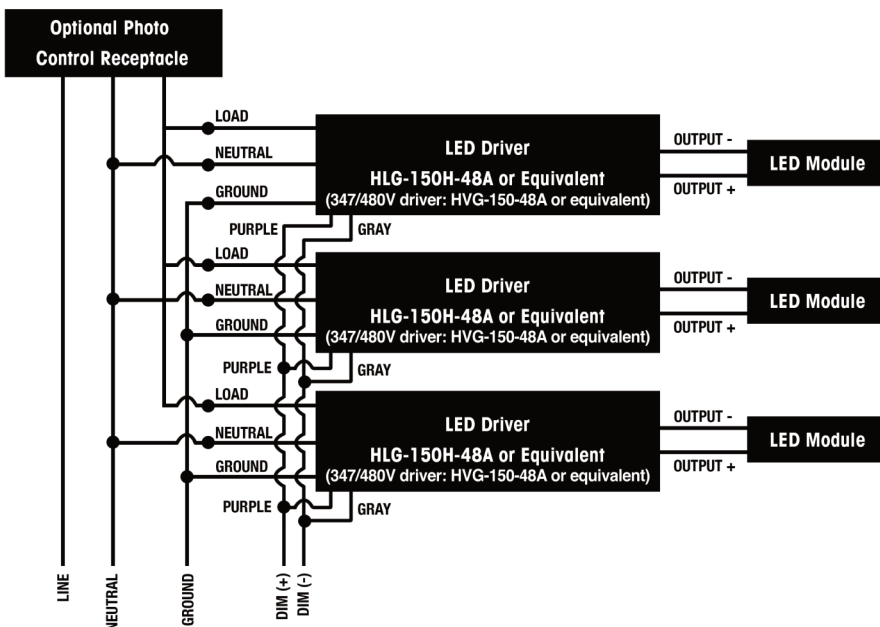 Optional Photo
Control Receptacle
LOAD
NEUTRAL
GROUND
PURPLE
GRAY
LED Driver
HLG-150H-48A or Equivalent
(347/480V driver: HVG-150-48A or equivalent)
OUTPUT -
OUTPUT +
LED Module
LOAD
NEUTRAL
GROUND
PURPLE
GRAY
LED Driver
HLG-150H-48A or Equivalent
(347/480V driver: HVG-150-48A or equivalent)
OUTPUT -
OUTPUT +
LED Module
LOAD
NEUTRAL
GROUND
PURPLE
GRAY
LED Driver
HLG-150H-48A or Equivalent
(347/480V driver: HVG-150-48A or equivalent)
OUTPUT -
OUTPUT +
LED Module
LINE
NEUTRAL
GROUND
DIM (+)
DIM (-)